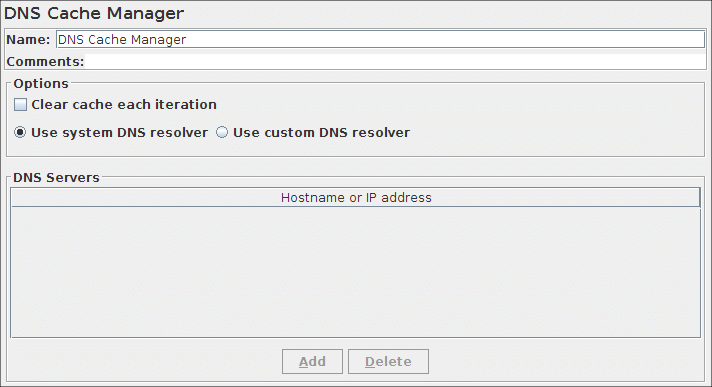 DNS Cache Manager
Name: DNS Cache Manager
Comments:
Options
Clear cache each iteration
Use system DNS resolver Use custom DNS resolver
DNS Servers
Hostname or IP address
Add Delete